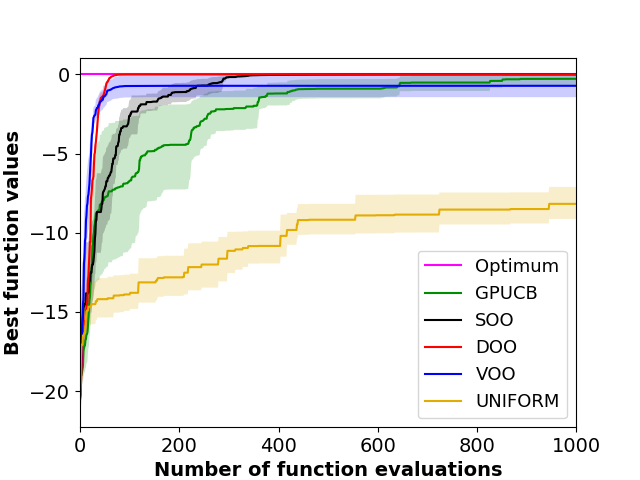 Best function values
0
−5
−10
−15
−20
Optimum
GPUCB
SOO
DOO
VOO
UNIFORM
0 200 400 600 800 1000
Number of function evaluations